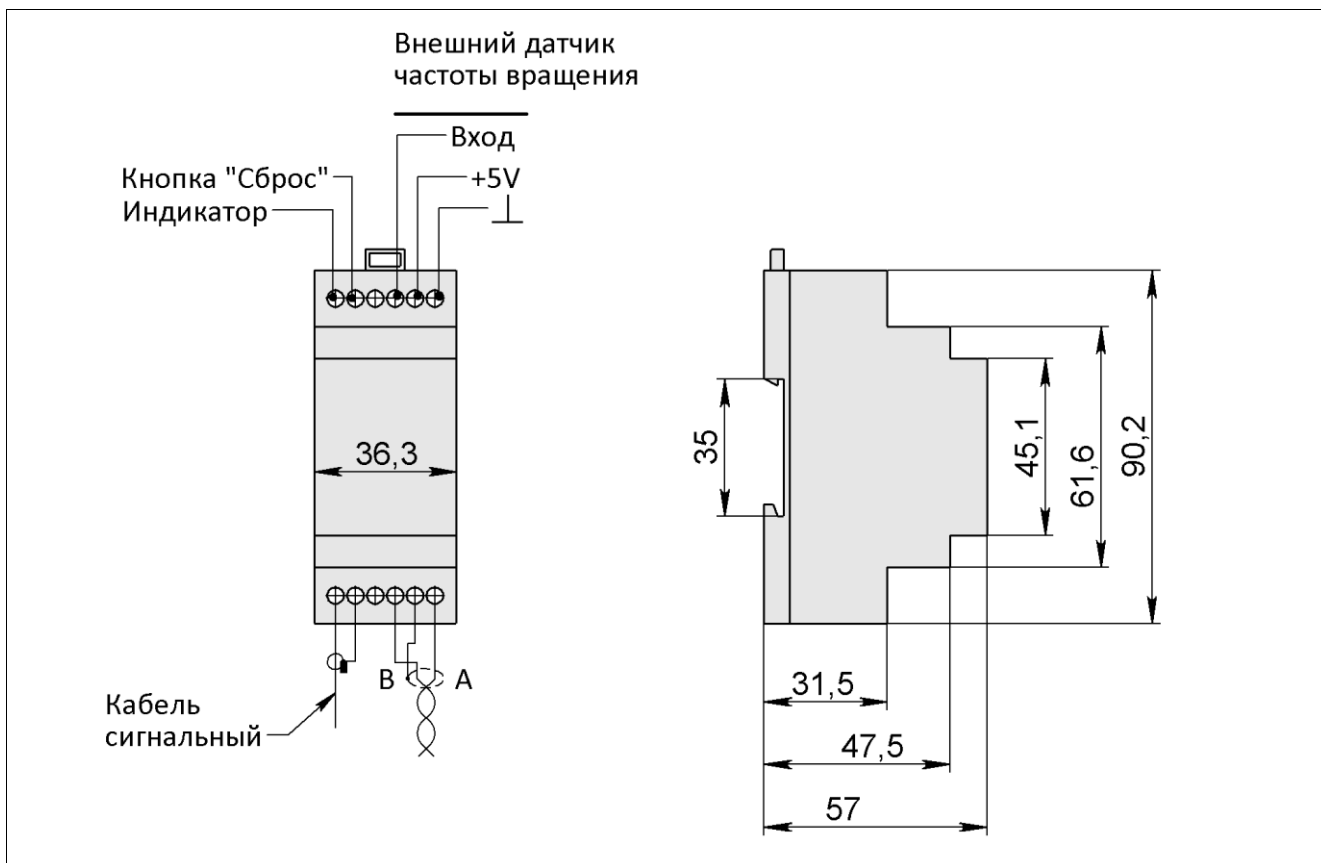 Внешний датчик
частоты вращения
Вход
Кнопка "Сброс"
+5V
Индикатор
36,3
35
45,1
61,6
90,2
B
A
Кабель
сигнальный
31,5
47,5
57